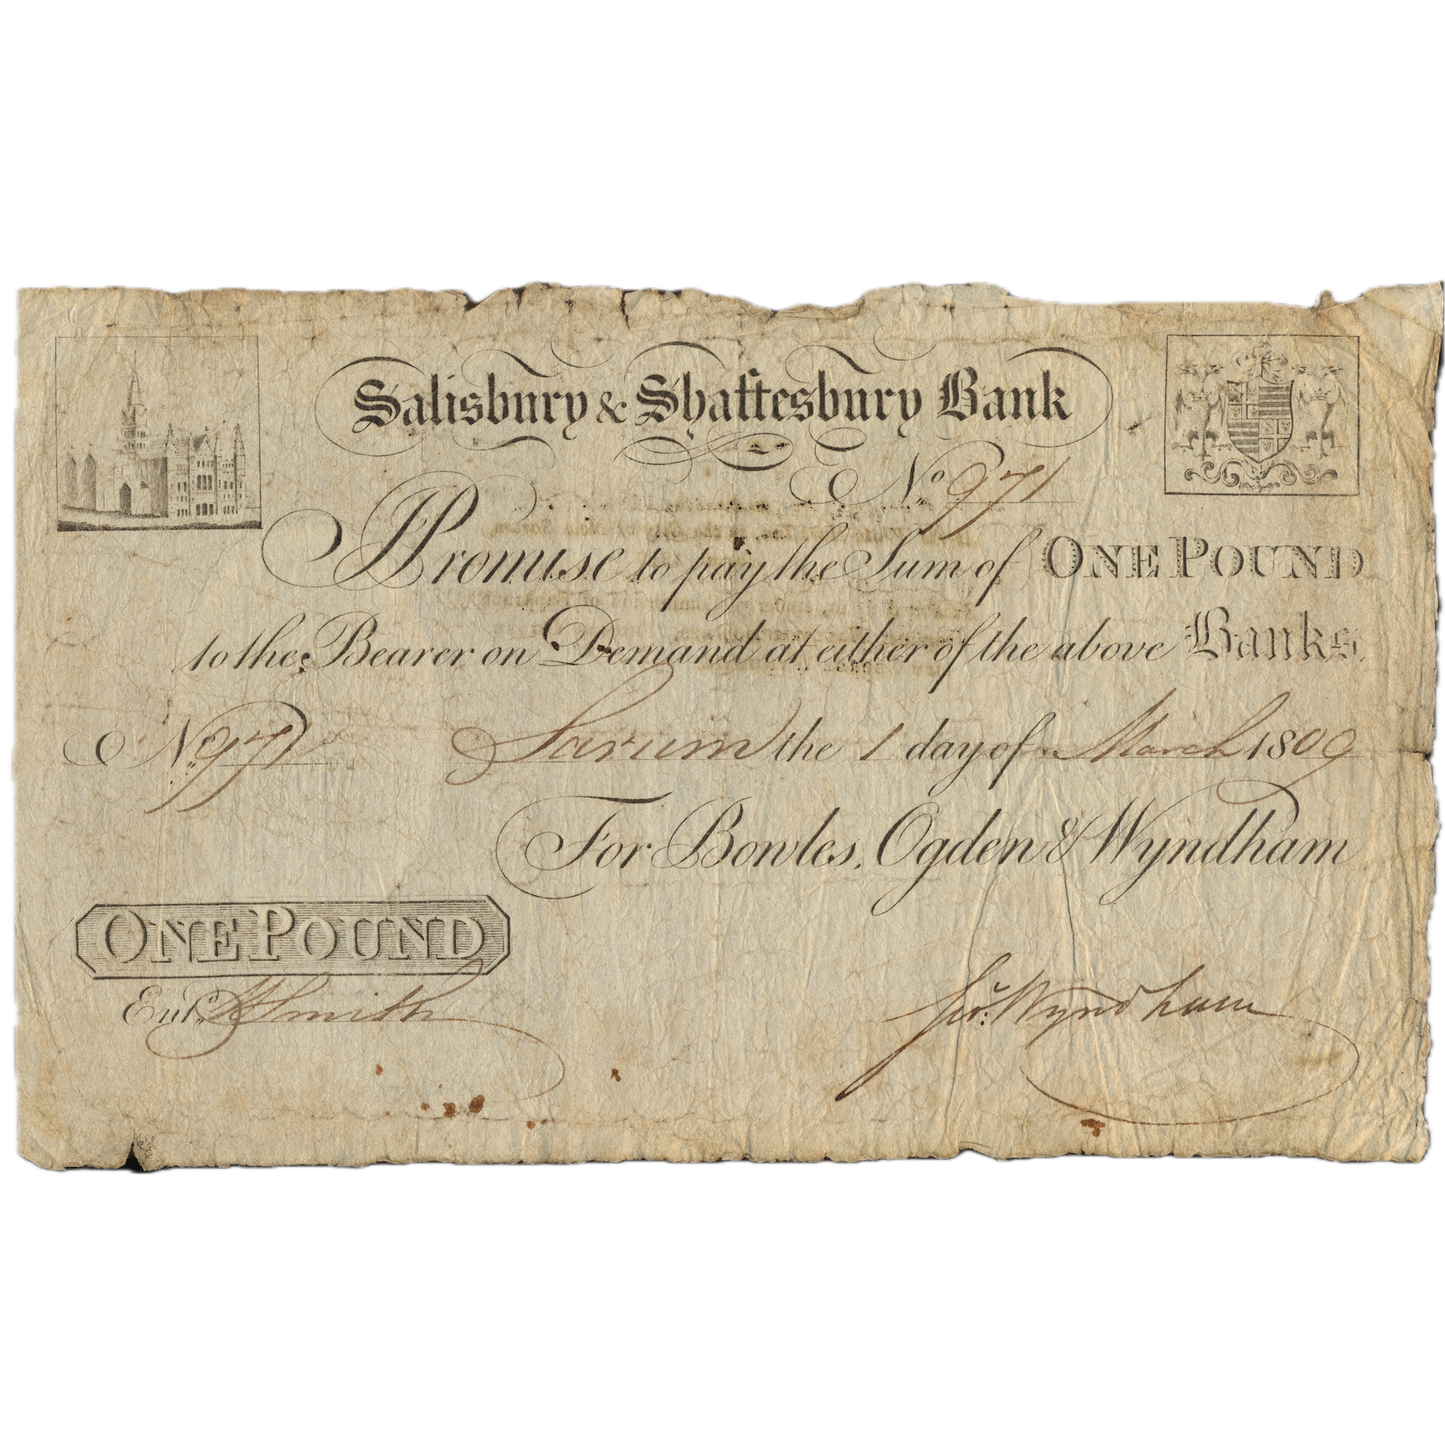 Salisbury & Shaftesbury Bank
No. 971
I Promise to pay the Sum of ONE POUND
to the Bearer on Demand at either of the above Banks.
No. 971 Sarum the 1 day of March 1809
For Bowles, Ogden & Wyndham
ONE POUND
Entd. Smith
Wyndham